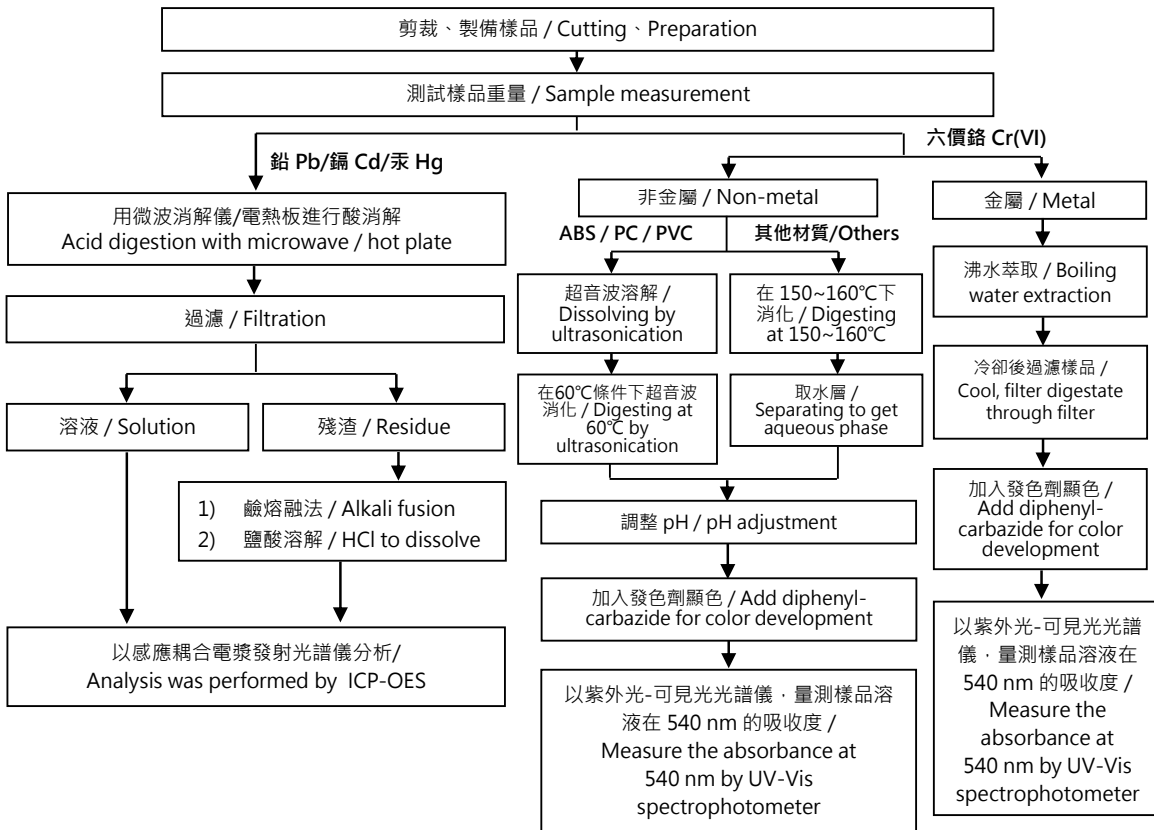 剪裁、製備樣品 / Cutting、Preparation
測試樣品重量 / Sample measurement
鉛 Pb/鎘 Cd/汞 Hg
六價鉻 Cr(VI)
用微波消解儀/電熱板進行酸消解
Acid digestion with microwave / hot plate
過濾 / Filtration
溶液 / Solution
殘渣 / Residue
1) 鹼熔融法 / Alkali fusion
2) 鹽酸溶解 / HCl to dissolve
以感應耦合電漿發射光譜儀分析/
Analysis was performed by ICP-OES
非金屬 / Non-metal
ABS / PC / PVC
其他材質/Others
超音波溶解 /
Dissolving by
ultrasonication
在60℃條件下超音波
消化 / Digesting at
60℃ by
ultrasonication
在 150~160℃下
消化 / Digesting
at 150~160℃
取水層 /
Separating to get
aqueous phase
調整 pH / pH adjustment
加入發色劑顯色 / Add diphenyl-
carbazide for color development
以紫外光-可見光光譜儀，量測樣品溶
液在 540 nm 的吸收度 /
Measure the absorbance at
540 nm by UV-Vis
spectrophotometer
金屬 / Metal
沸水萃取 / Boiling
water extraction
冷卻後過濾樣品 /
Cool, filter digestate
through filter
加入發色劑顯色 /
Add diphenyl-
carbazide for color
development
以紫外光-可見光光譜
儀，量測樣品溶液在
540 nm 的吸收度 /
Measure the
absorbance at
540 nm by UV-Vis
spectrophotometer